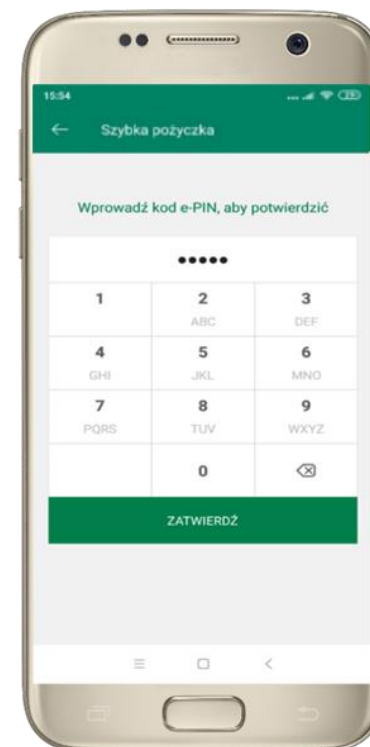 15:54
Szybka pożyczka
Wprowadź kod e-PIN, aby potwierdzić
•••••
1 2 3
ABC DEF
4 5 6
GHI JKL MNO
7 8 9
PQRS TUV WXYZ
0
ZATWIERDŹ